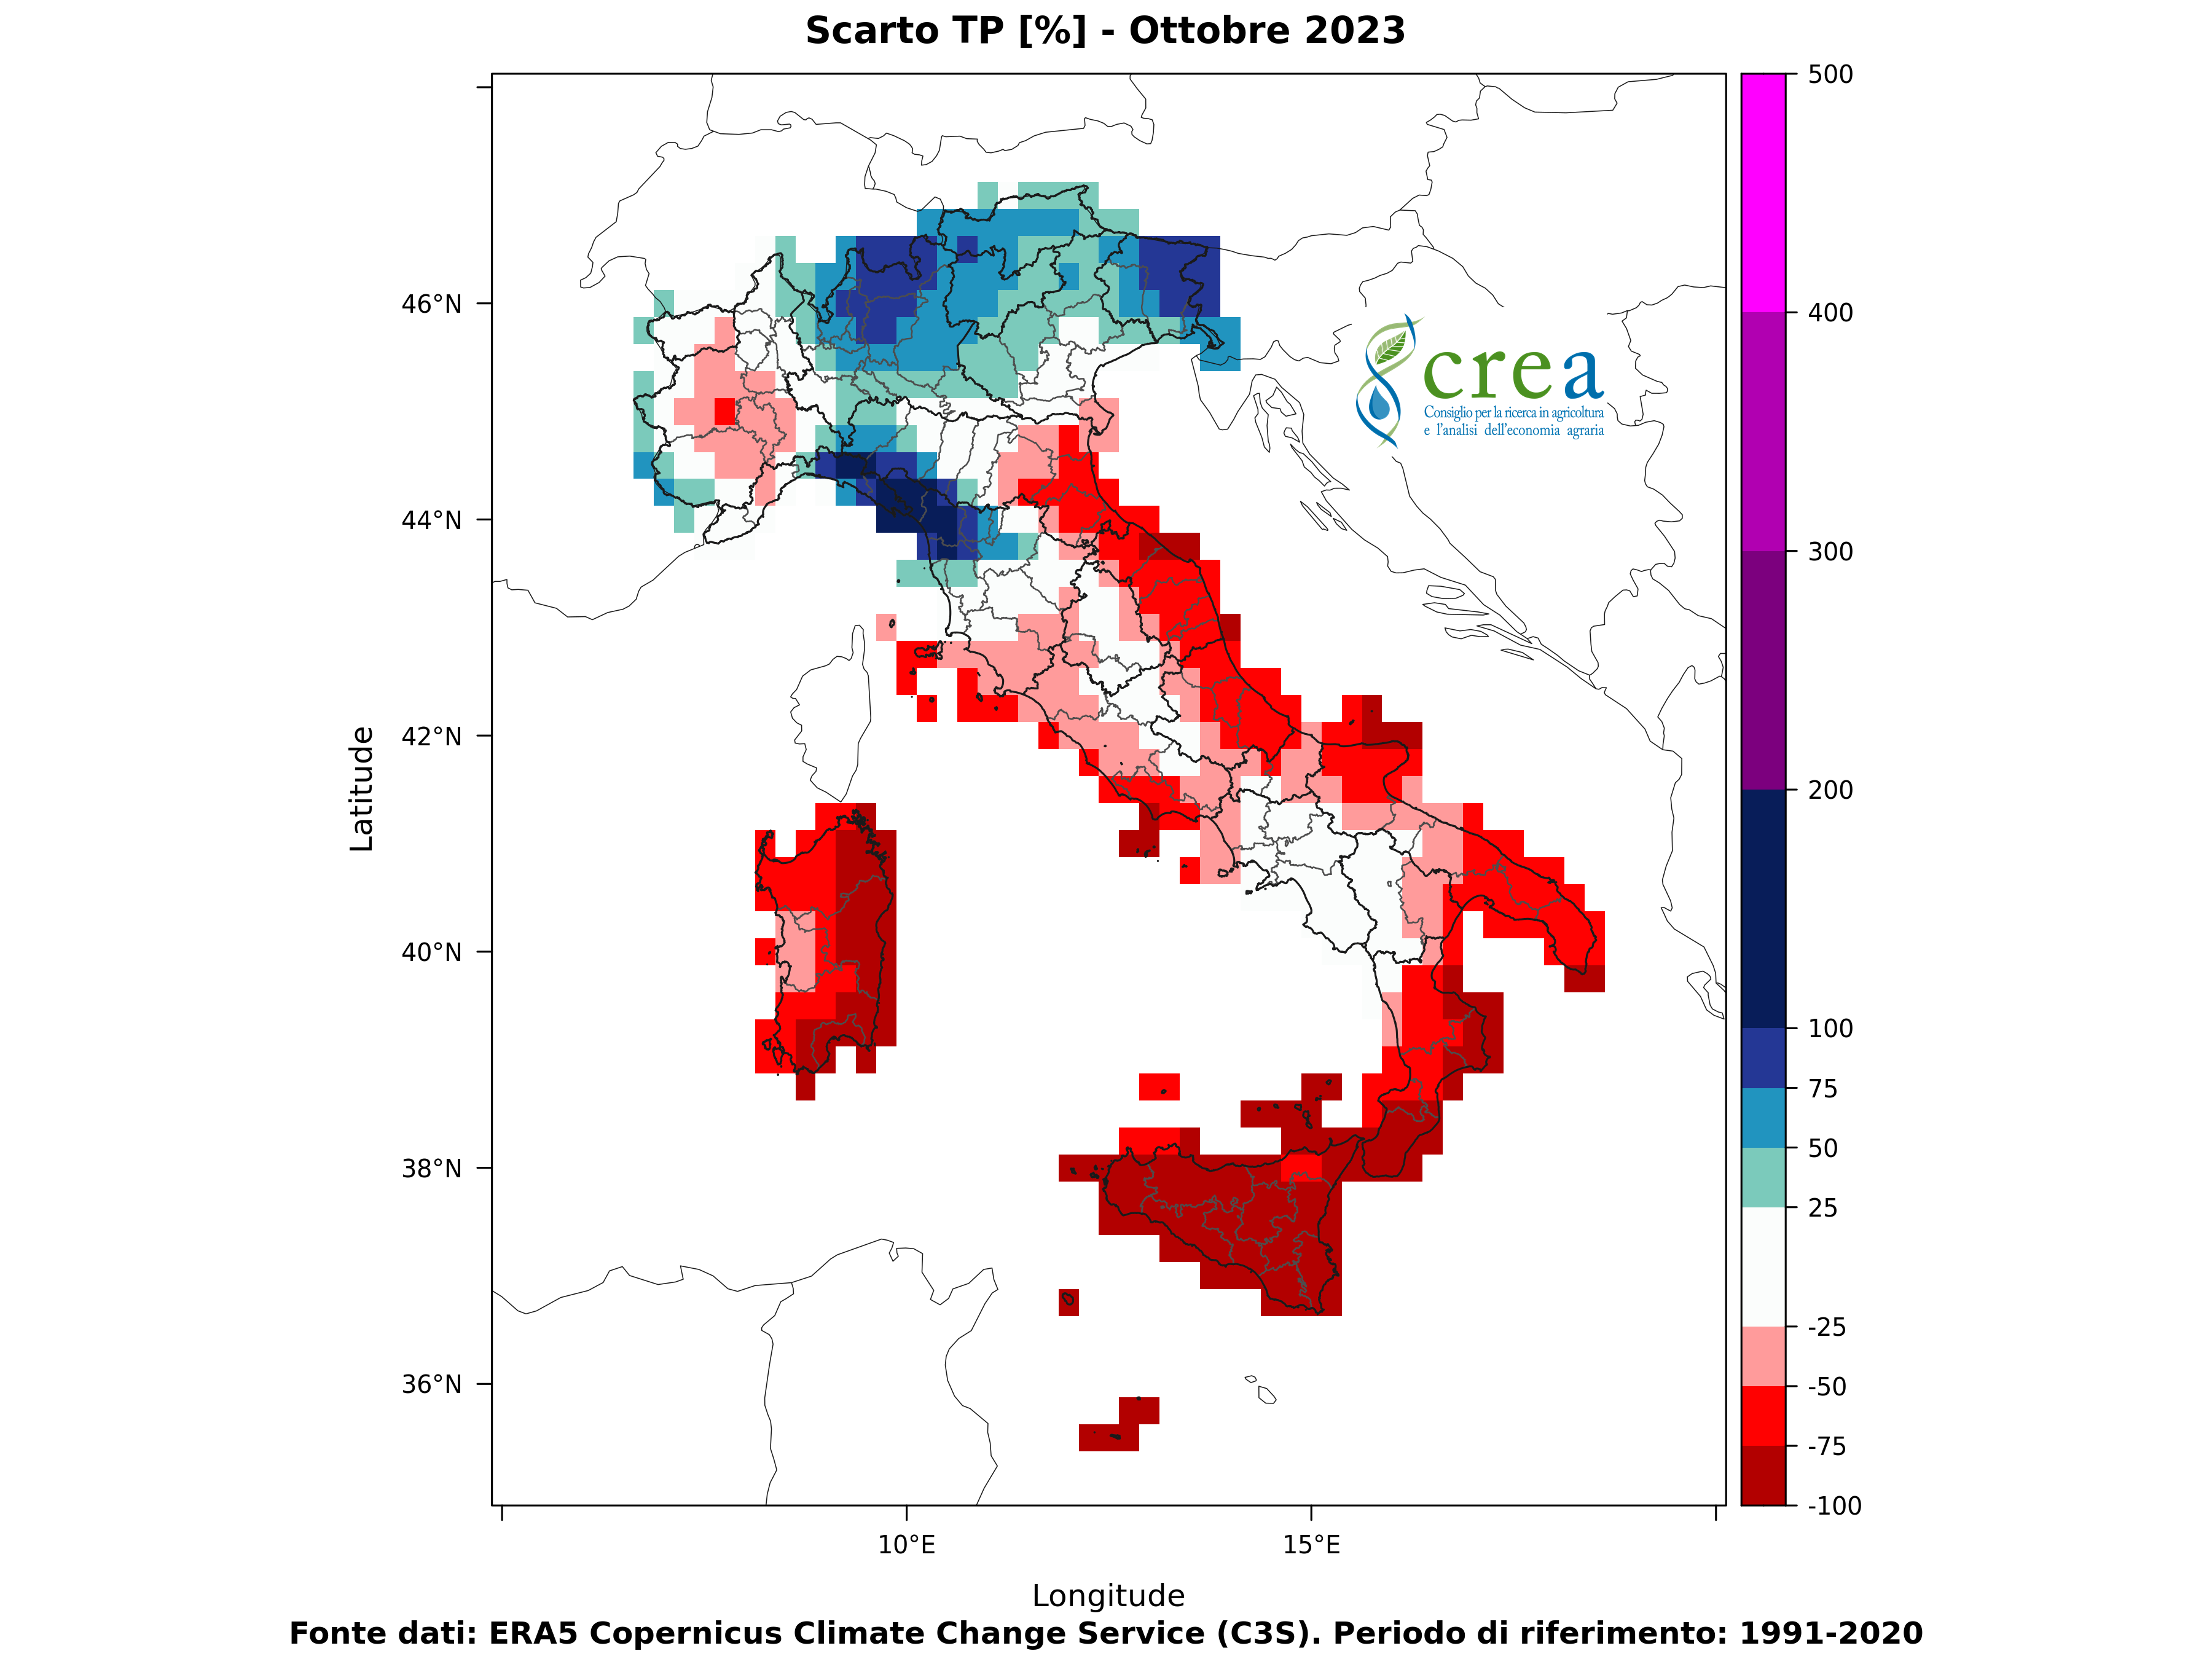 Scarto TP [%] - Ottobre 2023
500
400
300
200
100
75
50
25
-25
-50
-75
-100
46°N
44°N
42°N
40°N
38°N
36°N
Latitude
crea
Consiglio per la ricerca in agricoltura
e l'analisi dell'economia agraria
10°E
15°E
Longitude
Fonte dati: ERA5 Copernicus Climate Change Service (C3S). Periodo di riferimento: 1991-2020